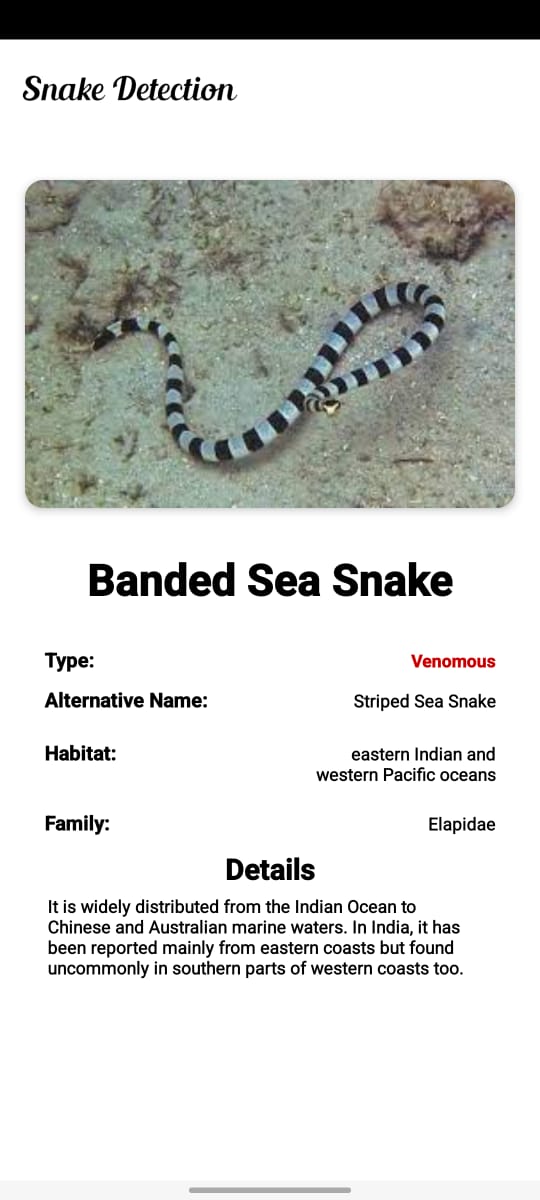 Snake Detection
Banded Sea Snake
Type: Venomous
Alternative Name: Striped Sea Snake
Habitat: eastern Indian and
western Pacific oceans
Family: Elapidae
Details
It is widely distributed from the Indian Ocean to
Chinese and Australian marine waters. In India, it has
been reported mainly from eastern coasts but found
uncommonly in southern parts of western coasts too.